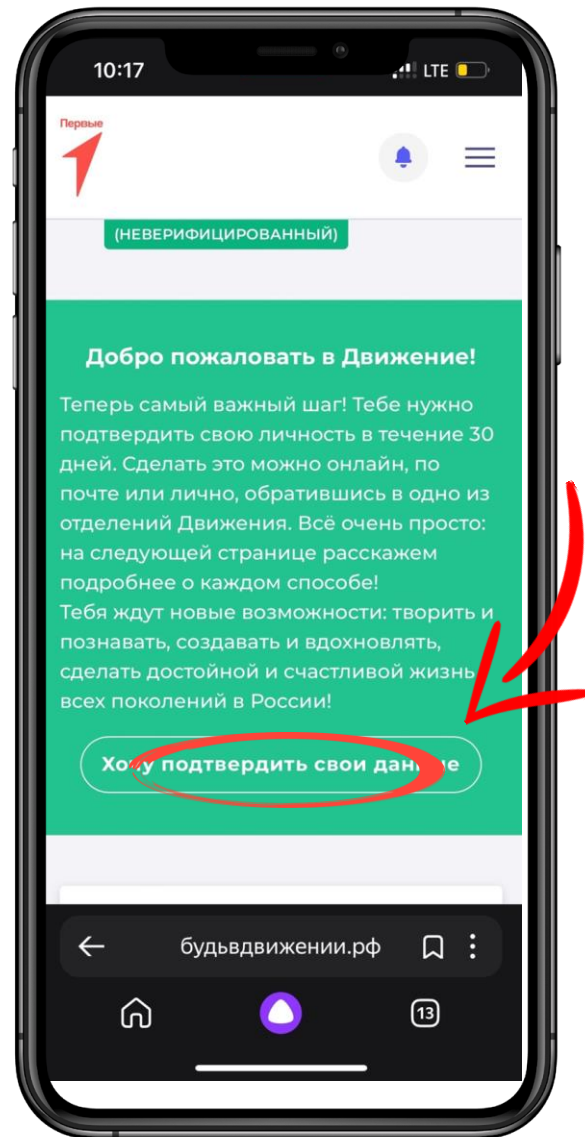 10:17
LTE
Первые
(НЕВЕРИФИЦИРОВАННЫЙ)
Добро пожаловать в Движение!
Теперь самый важный шаг! Тебе нужно
подтвердить свою личность в течение 30
дней. Сделать это можно онлайн, по
почте или лично, обратившись в одно из
отделений Движения. Всё очень просто:
на следующей странице расскажем
подробнее о каждом способе!
Тебя ждут новые возможности: творить и
познавать, создавать и вдохновлять,
сделать достойной и счастливой жизнь
всех поколений в России!
Хочу подтвердить свои данные
будьвдвижении.рф
13